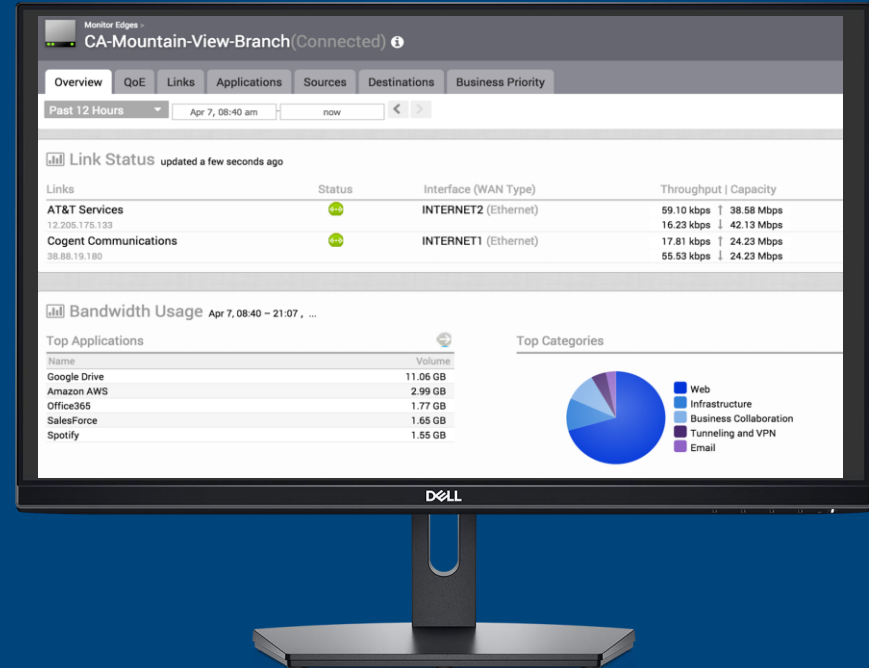 Monitor Edges >
CA-Mountain-View-Branch(Connected)
Overview QoE Links Applications Sources Destinations Business Priority
Past 12 Hours Apr 7, 08:40 am - now < >
Link Status updated a few seconds ago
Links Status Interface (WAN Type) Throughput | Capacity
AT&T Services INTERNET2 (Ethernet) 59.10 kbps ↑ 38.58 Mbps
12.205.175.133 16.23 kbps ↓ 42.13 Mbps
Cogent Communications INTERNET1 (Ethernet) 17.81 kbps ↑ 24.23 Mbps
38.88.19.180 55.53 kbps ↓ 24.23 Mbps
Bandwidth Usage Apr 7, 08:40 – 21:07 , ...
Top Applications
Name Volume
Google Drive 11.06 GB
Amazon AWS 2.99 GB
Office365 1.77 GB
SalesForce 1.65 GB
Spotify 1.55 GB
Top Categories
Web
Infrastructure
Business Collaboration
Tunneling and VPN
Email
DELL